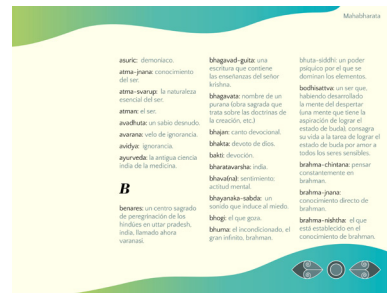 Mahabharata
asuric: demoniaco.
atma-jnana: conocimiento
del ser.
atma-svarup: la naturaleza
esencial del ser.
atman: el ser.
avadhuta: un sabio desnudo.
avarana: velo de ignorancia.
avidya: ignorancia.
ayurveda: la antigua ciencia
india de la medicina.
B
benares: un centro sagrado
de peregrinación de los
hindúes en uttar pradesh,
india, llamado ahora
varanasi.
bhagavad-guita: una
escritura que contiene
las enseñanzas del señor
krishna.
bhagavata: nombre de un
purana (obra sagrada que
trata sobre las doctrinas de
la creación, etc.)
bhajan: canto devocional.
bhakta: devoto de dios.
bakti: devoción.
bharatavarsha: india.
bhava(na): sentimiento;
actitud mental.
bhayanaka-sabda: un
sonido que induce al miedo.
bhogi: el que goza.
bhuma: el incondicionado, el
gran infinito, brahman.
bhuta-siddhi: un poder
psíquico por el que se
dominan los elementos.
bodhisattva: un ser que,
habiendo desarrollado
la mente del despertar
(una mente que tiene la
aspiración de lograr el
estado de buda), consagra
su vida a la tarea de lograr el
estado de buda por amor a
todos los seres sensibles.
brahma-chintana: pensar
constantemente en
brahman.
brahma-jnana:
conocimiento directo de
brahman.
brahma-nishtha: el que
está establecido en el
conocimiento de brahman.